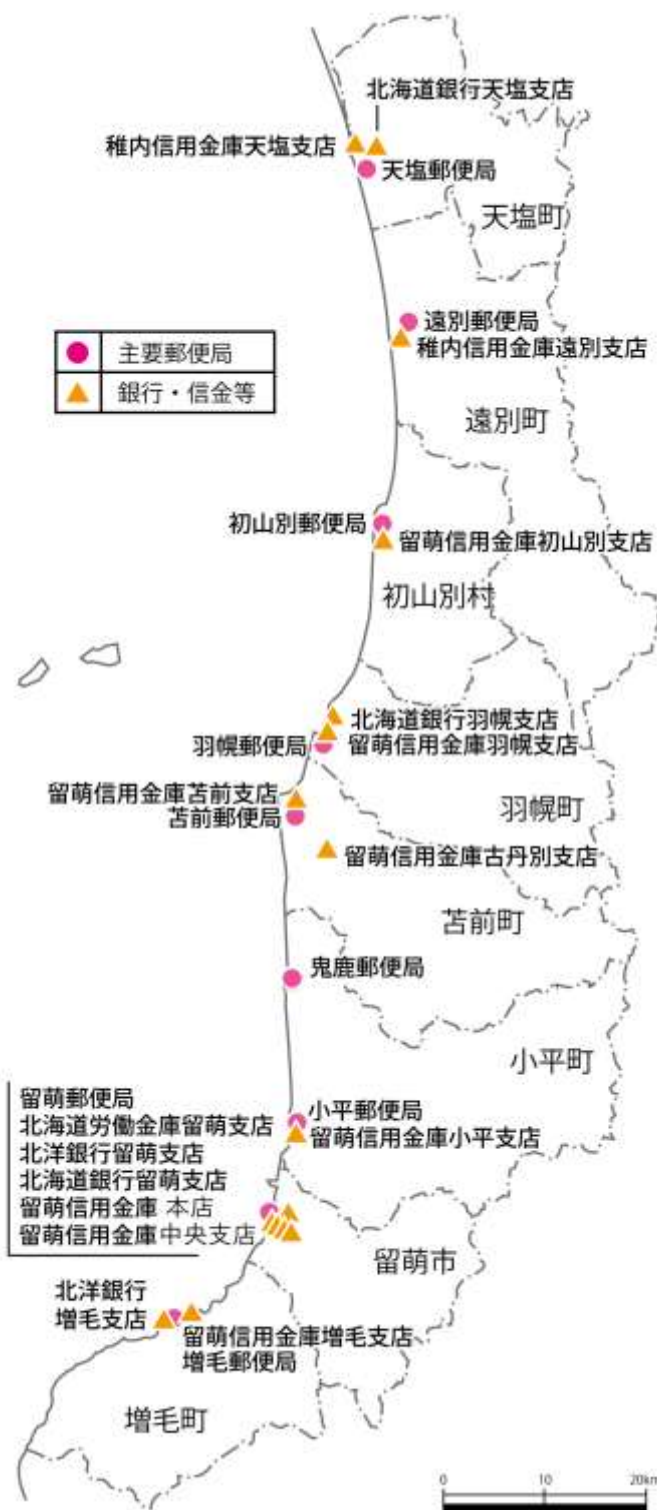 北海道銀行天塩支店
稚内信用金庫天塩支店
天塩郵便局
天塩町
遠別郵便局
稚内信用金庫遠別支店
主要郵便局
銀行・信金等
遠別町
初山別郵便局
留萌信用金庫初山別支店
初山別村
北海道銀行羽幌支店
羽幌郵便局
留萌信用金庫羽幌支店
留萌信用金庫苫前支店
苫前郵便局
羽幌町
留萌信用金庫古丹別支店
苫前町
鬼鹿郵便局
小平町
留萌郵便局
北海道労働金庫留萌支店
北洋銀行留萌支店
北海道銀行留萌支店
留萌信用金庫 本店
留萌信用金庫中央支店
小平郵便局
留萌信用金庫小平支店
留萌市
北洋銀行
増毛支店
留萌信用金庫増毛支店
増毛郵便局
増毛町
0 10 20km